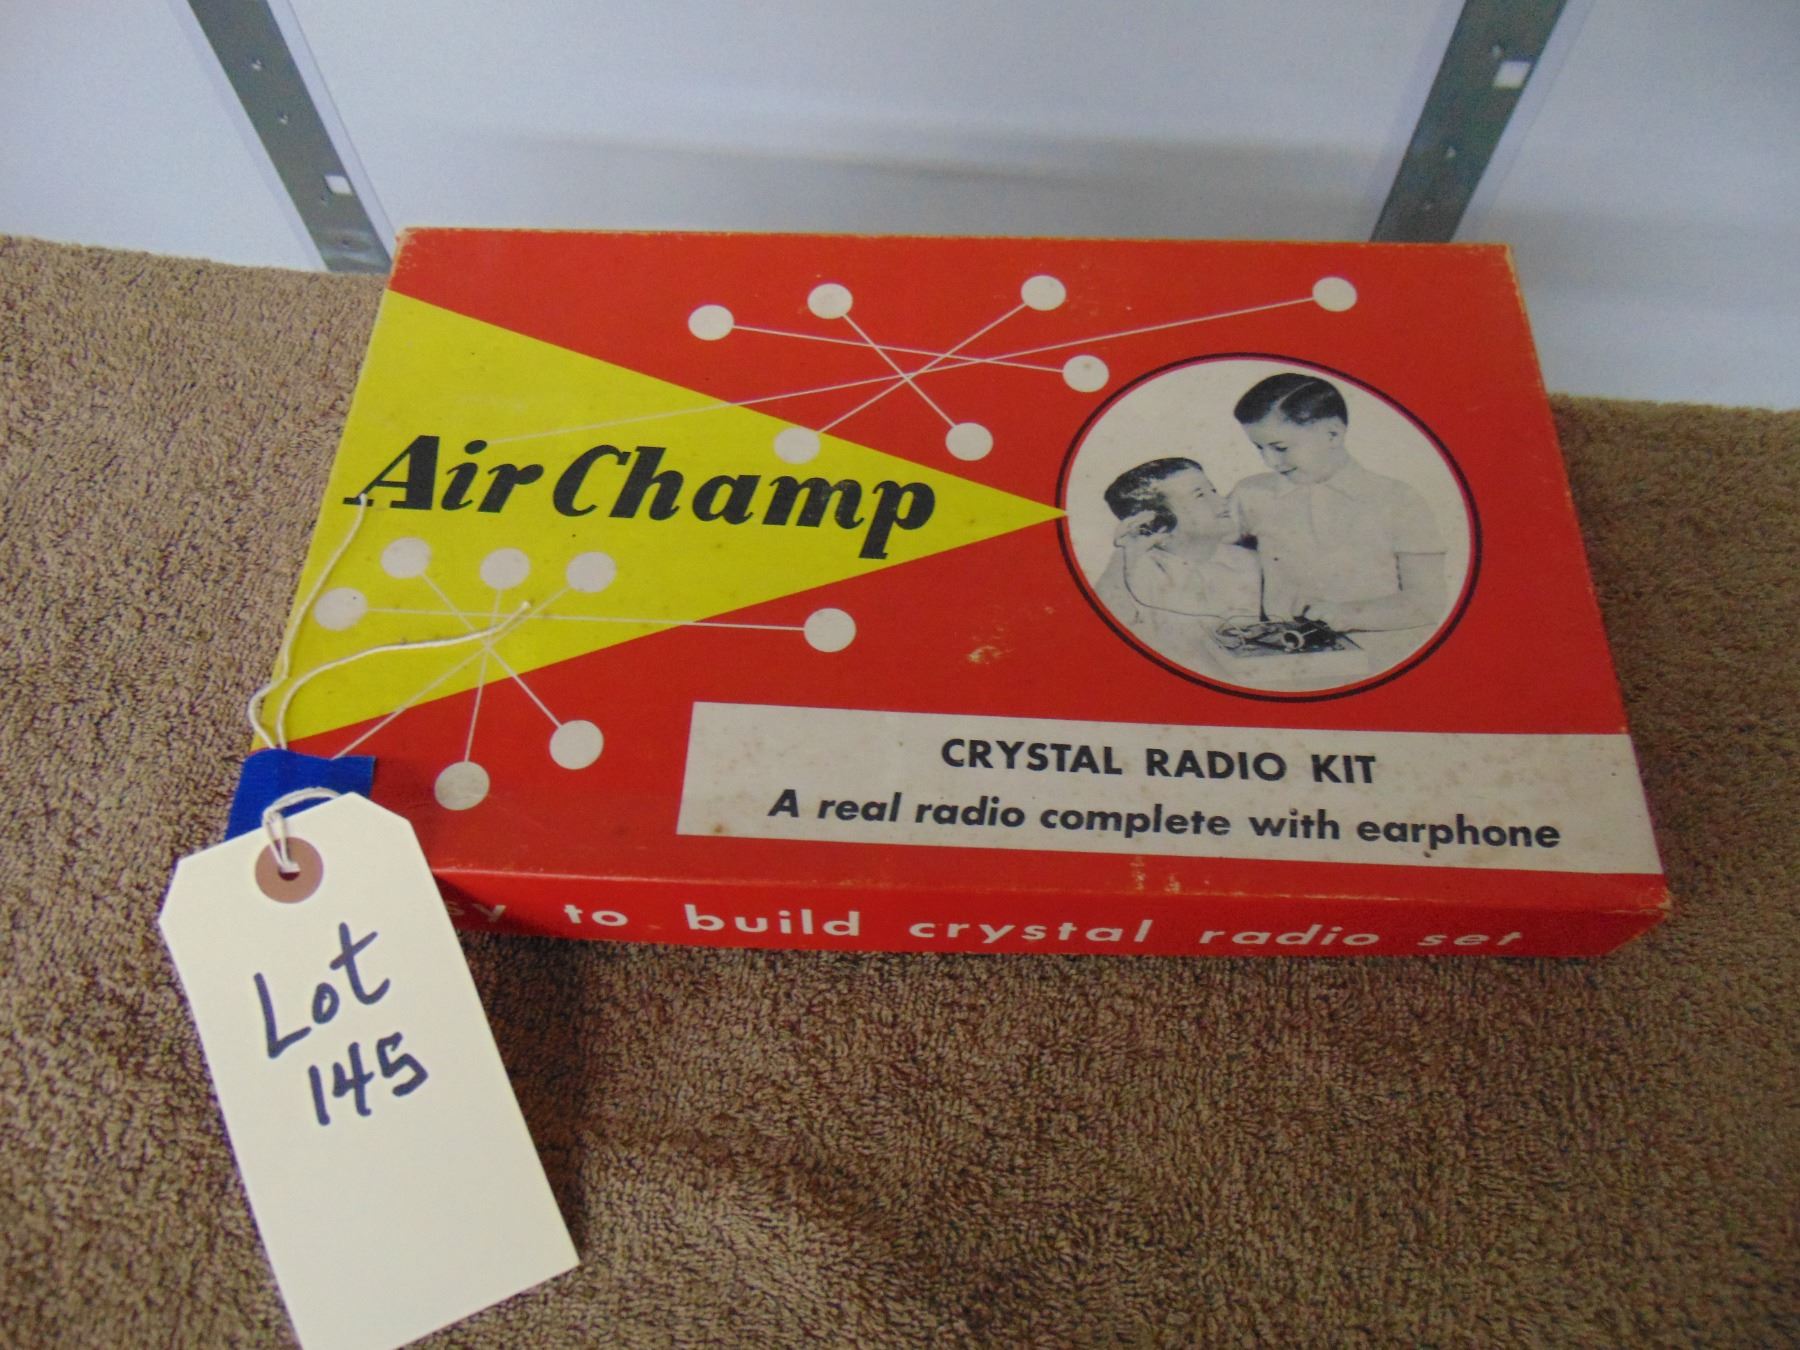 Air Champ
CRYSTAL RADIO KIT
A real radio complete with earphone
to build crystal radio set
Lot
145